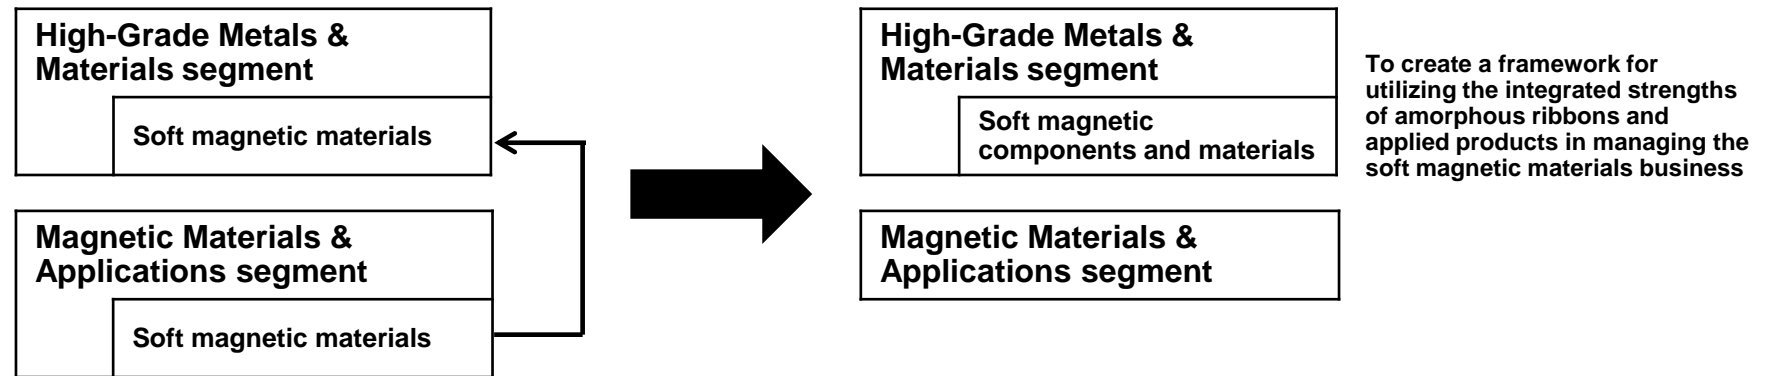 High-Grade Metals &
Materials segment
Soft magnetic materials
Magnetic Materials &
Applications segment
Soft magnetic materials
High-Grade Metals &
Materials segment
Soft magnetic
components and materials
Magnetic Materials &
Applications segment
To create a framework for
utilizing the integrated strengths
of amorphous ribbons and
applied products in managing the
soft magnetic materials business